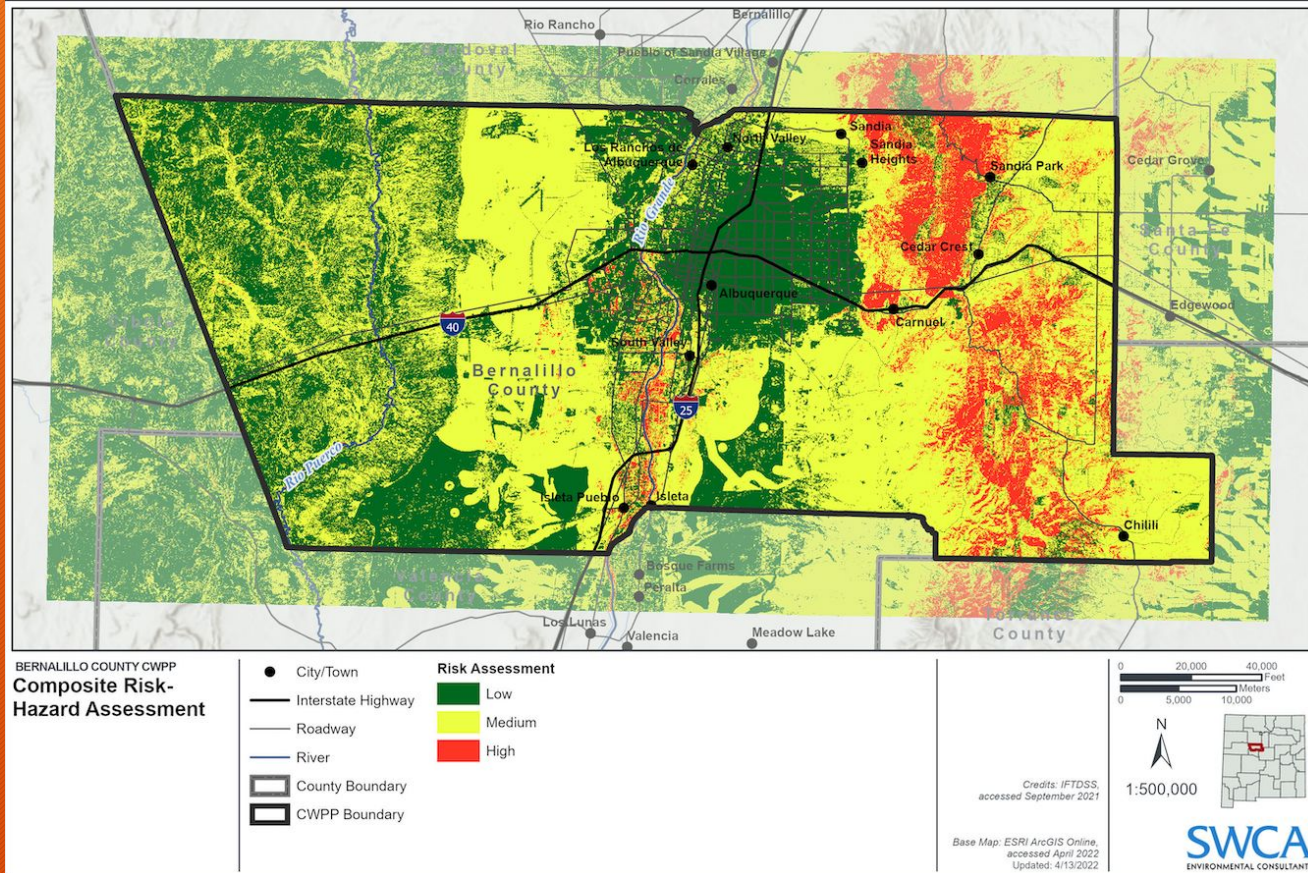 Bernalillo
Rio Rancho
Sandoval
County
Pueblo of Sandia Village
Corrales
Sandia
North Valley
Los Ranchos de
Albuquerque
Sandia
Heights
Sandia Park
Cedar Grove
Rio Grande
Santa Fe
County
Cedar Crest
Albuquerque
Edgewood
Carnuel
40
South Valley
County
Bernalillo
County
25
Rio Puerco
Isleta Pueblo
Isleta
Chilili
Bosque Farms
Valencia
County
Peralta
Los Lunas
Valencia
Meadow Lake
Torrance
County
BERNALILLO COUNTY CWPP
Composite Risk-
Hazard Assessment
City/Town
Interstate Highway
Roadway
River
County Boundary
CWPP Boundary
Risk Assessment
Low
Medium
High
Credits: IFTDSS,
accessed September 2021
Base Map: ESRI ArcGIS Online,
accessed April 2022
Updated: 4/13/2022
0 20,000 40,000
Feet
Meters
0 5,000 10,000
N
1:500,000
SWCA
ENVIRONMENTAL CONSULTANT